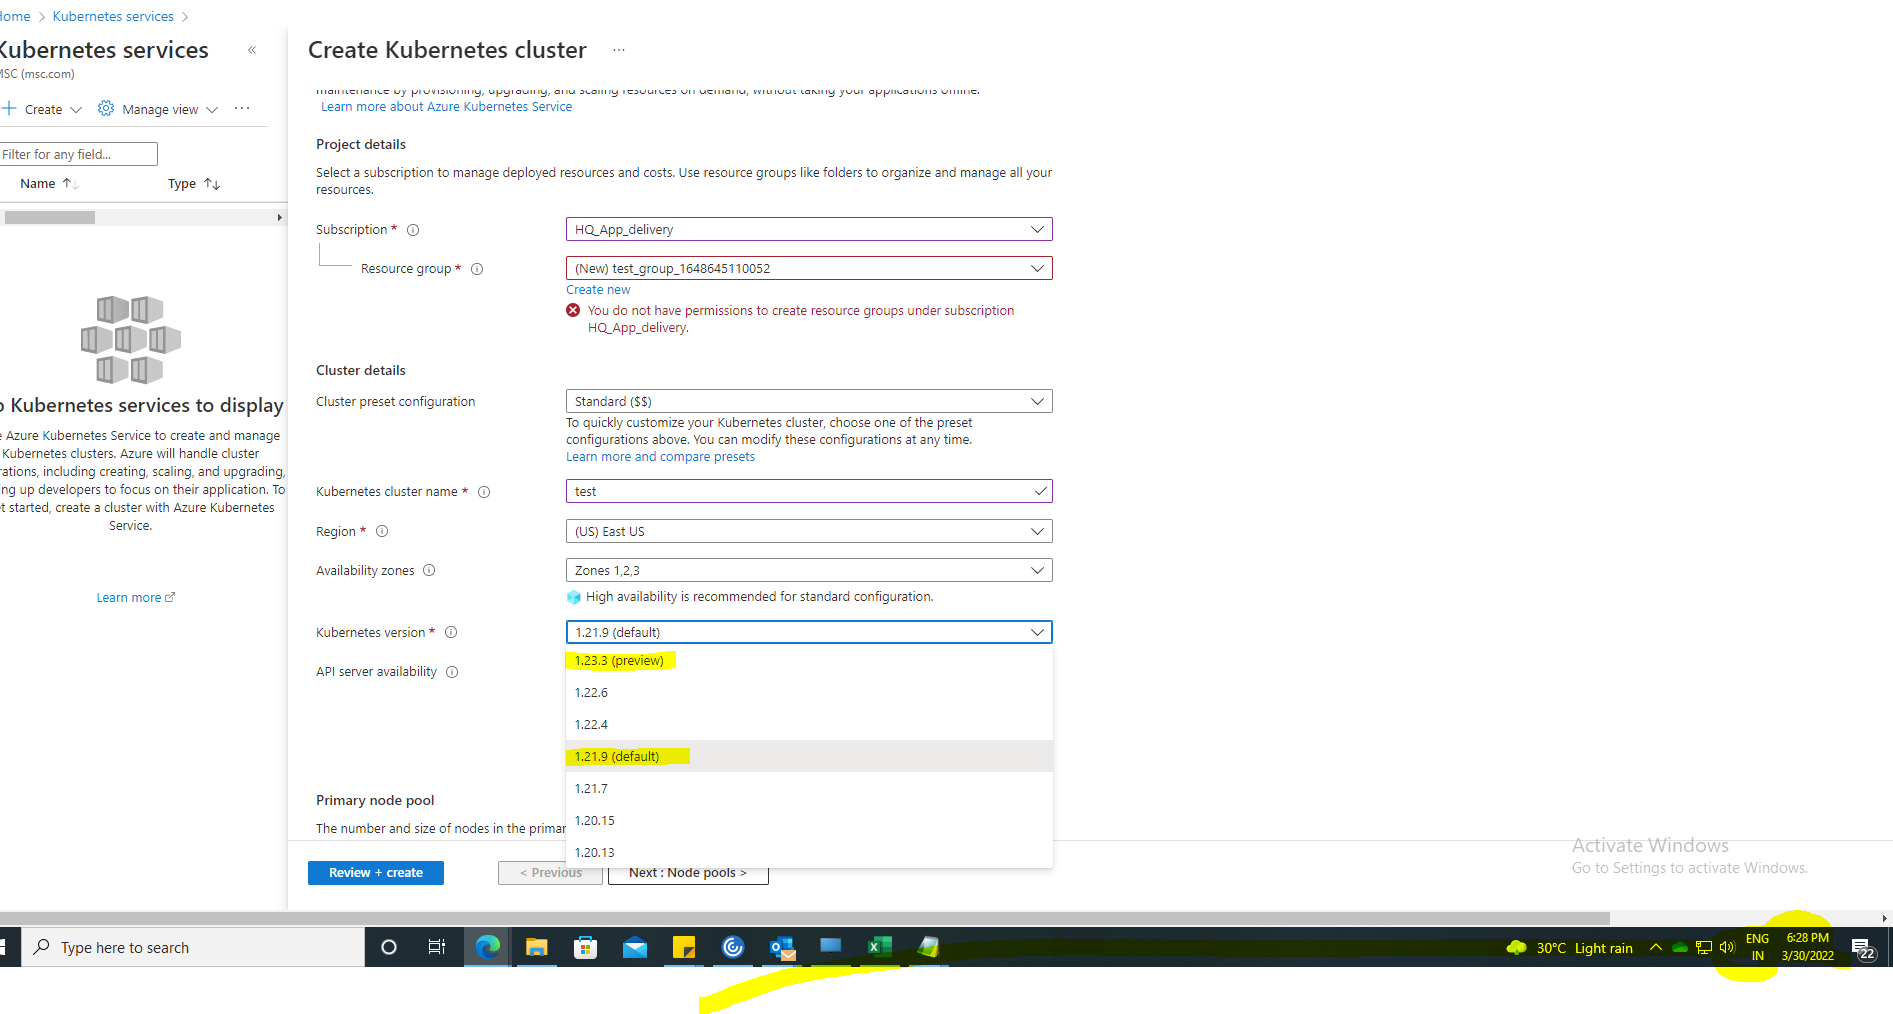 Home > Kubernetes services >
Kubernetes services «
MSC (msc.com)
+ Create Manage view ...
Filter for any field...
Name ↑↓ Type ↑↓
o Kubernetes services to display
e Azure Kubernetes Service to create and manage
Kubernetes clusters. Azure will handle cluster
rations, including creating, scaling, and upgrading,
ng up developers to focus on their application. To
t started, create a cluster with Azure Kubernetes
Service.
Learn more
Create Kubernetes cluster ...
maintenance by provisioning, upgrading, and scaling resources on demand, without taking your applications offline.
Learn more about Azure Kubernetes Service
Project details
Select a subscription to manage deployed resources and costs. Use resource groups like folders to organize and manage all your
resources.
Subscription * HQ_App_delivery
Resource group * (New) test_group_1648645110052
Create new
You do not have permissions to create resource groups under subscription
HQ_App_delivery.
Cluster details
Cluster preset configuration Standard ($$)
To quickly customize your Kubernetes cluster, choose one of the preset
configurations above. You can modify these configurations at any time.
Learn more and compare presets
Kubernetes cluster name * test
Region * (US) East US
Availability zones Zones 1,2,3
High availability is recommended for standard configuration.
Kubernetes version * 1.21.9 (default)
1.23.3 (preview)
API server availability
1.22.6
1.22.4
1.21.9 (default)
1.21.7
Primary node pool
1.20.15
The number and size of nodes in the primar
1.20.13
Review + create < Previous Next : Node pools >
Activate Windows
Go to Settings to activate Windows.
Type here to search
30°C Light rain
ENG
IN
6:28 PM
3/30/2022
22